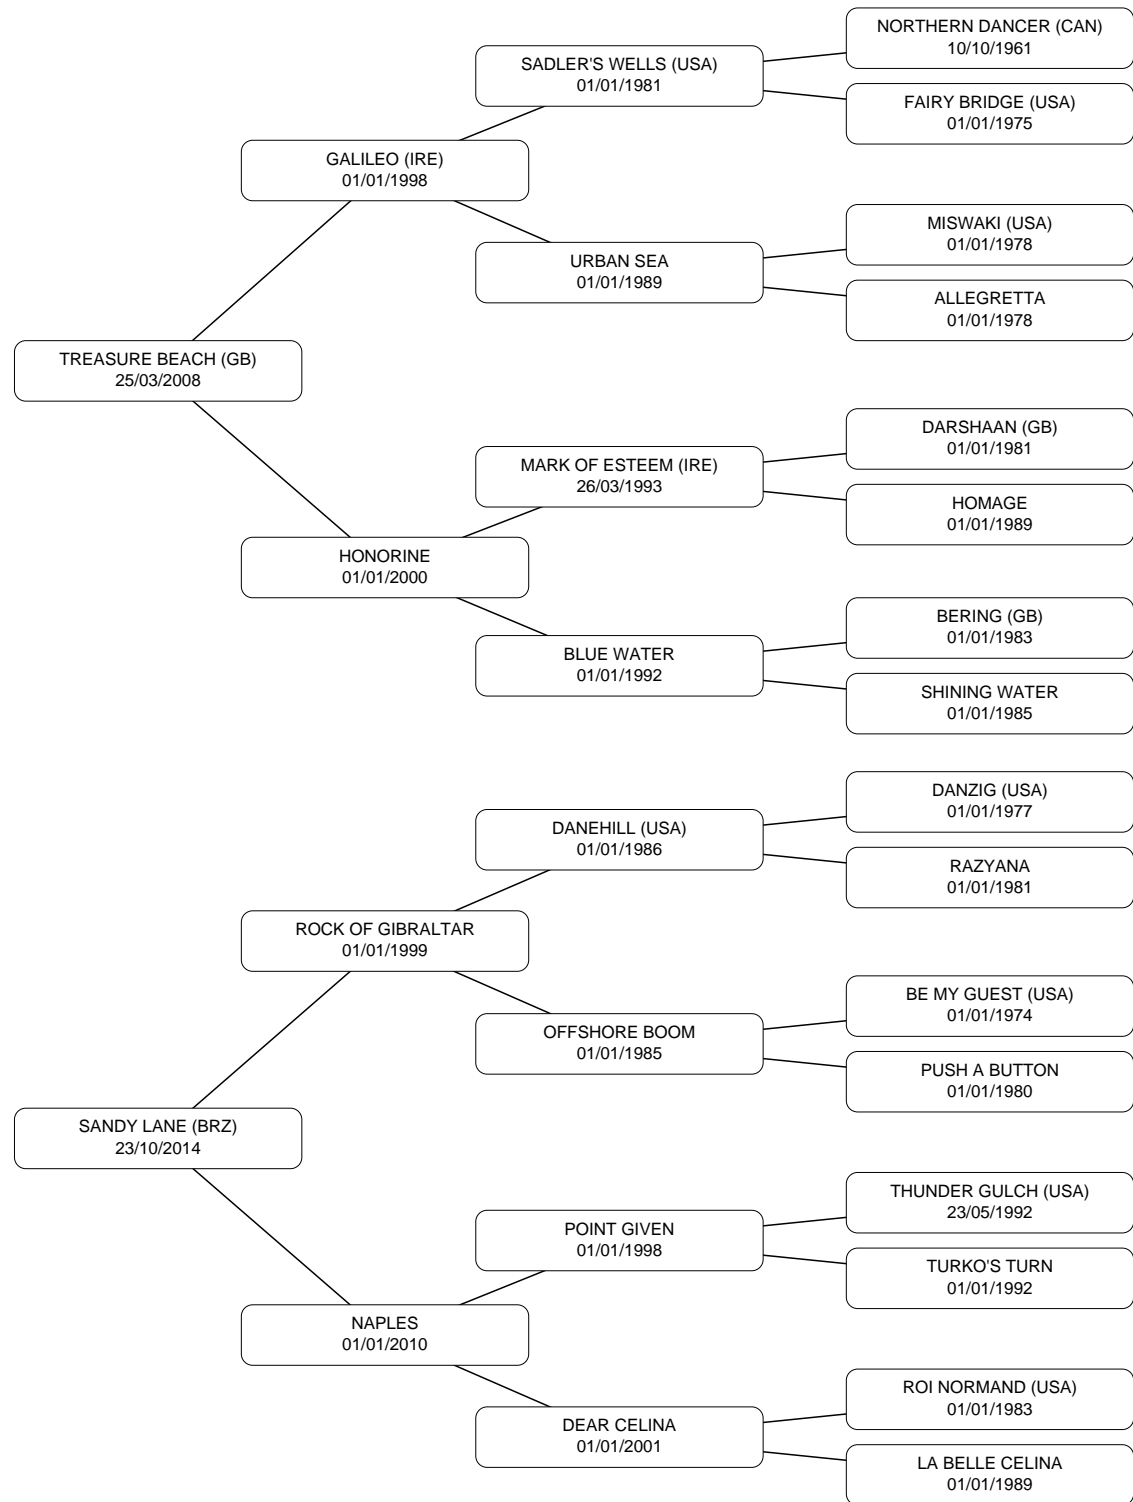 NORTHERN DANCER (CAN)
10/10/1961
SADLER'S WELLS (USA)
01/01/1981
FAIRY BRIDGE (USA)
01/01/1975
GALILEO (IRE)
01/01/1998
MISWAKI (USA)
01/01/1978
URBAN SEA
01/01/1989
ALLEGRETTA
01/01/1978
TREASURE BEACH (GB)
25/03/2008
DARSHAAN (GB)
01/01/1981
MARK OF ESTEEM (IRE)
26/03/1993
HOMAGE
01/01/1989
HONORINE
01/01/2000
BERING (GB)
01/01/1983
BLUE WATER
01/01/1992
SHINING WATER
01/01/1985
DANZIG (USA)
01/01/1977
DANEHILL (USA)
01/01/1986
RAZYANA
01/01/1981
ROCK OF GIBRALTAR
01/01/1999
BE MY GUEST (USA)
01/01/1974
OFFSHORE BOOM
01/01/1985
PUSH A BUTTON
01/01/1980
SANDY LANE (BRZ)
23/10/2014
THUNDER GULCH (USA)
23/05/1992
POINT GIVEN
01/01/1998
TURKO'S TURN
01/01/1992
NAPLES
01/01/2010
ROI NORMAND (USA)
01/01/1983
DEAR CELINA
01/01/2001
LA BELLE CELINA
01/01/1989